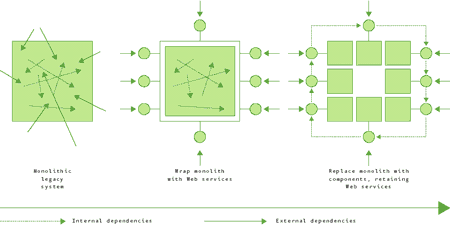 Monolithic
legacy
system
Wrap monolith
with Web services
Replace monolith with
components, retaining
Web services
Internal dependencies
External dependencies